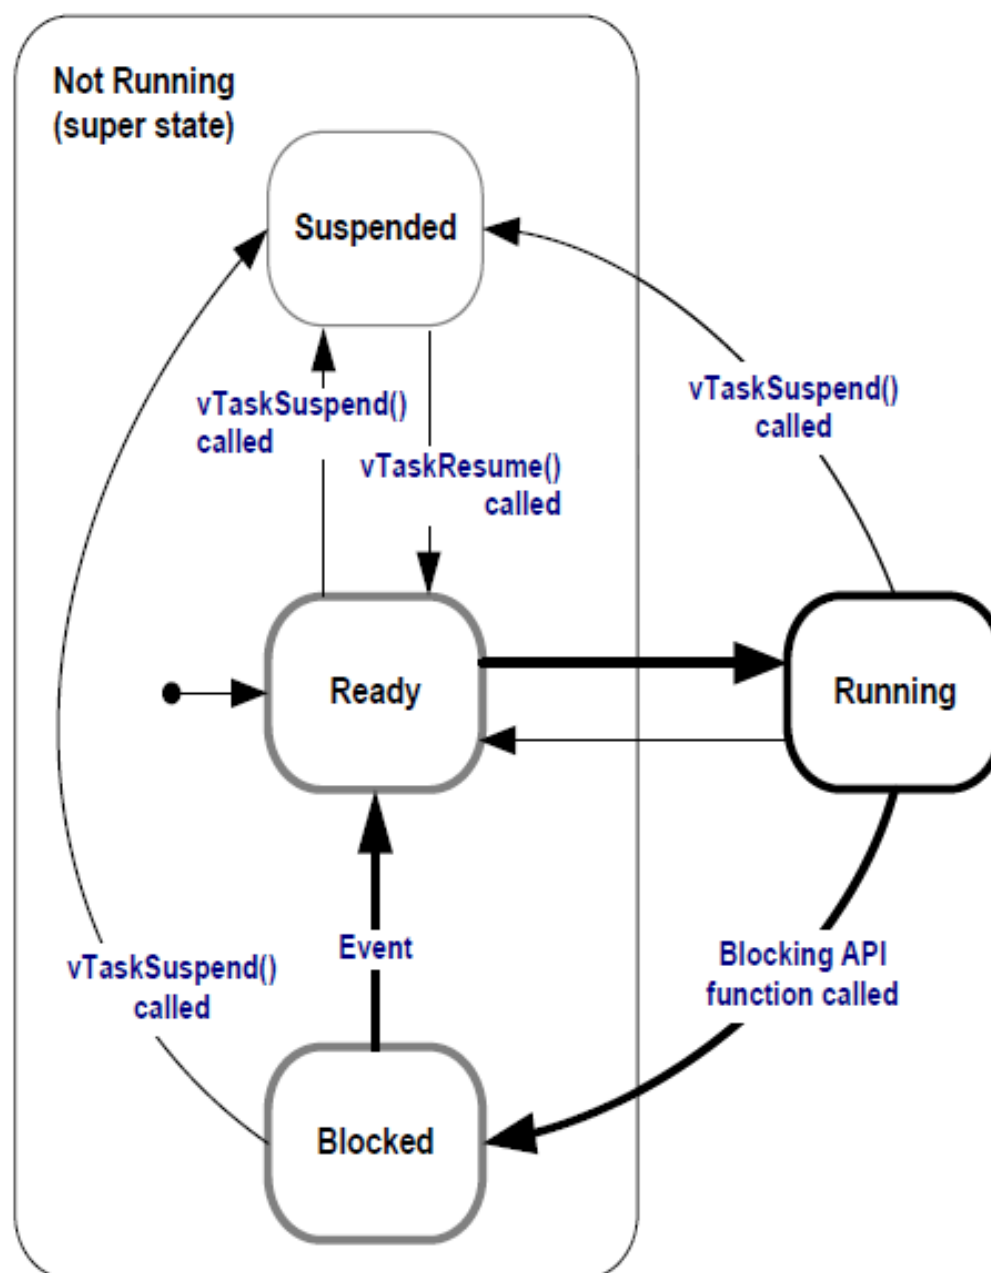 Not Running
(super state)
Suspended
vTaskSuspend()
called
vTaskSuspend()
called
vTaskResume()
called
Ready
Running
Event
vTaskSuspend()
called
Blocking API
function called
Blocked